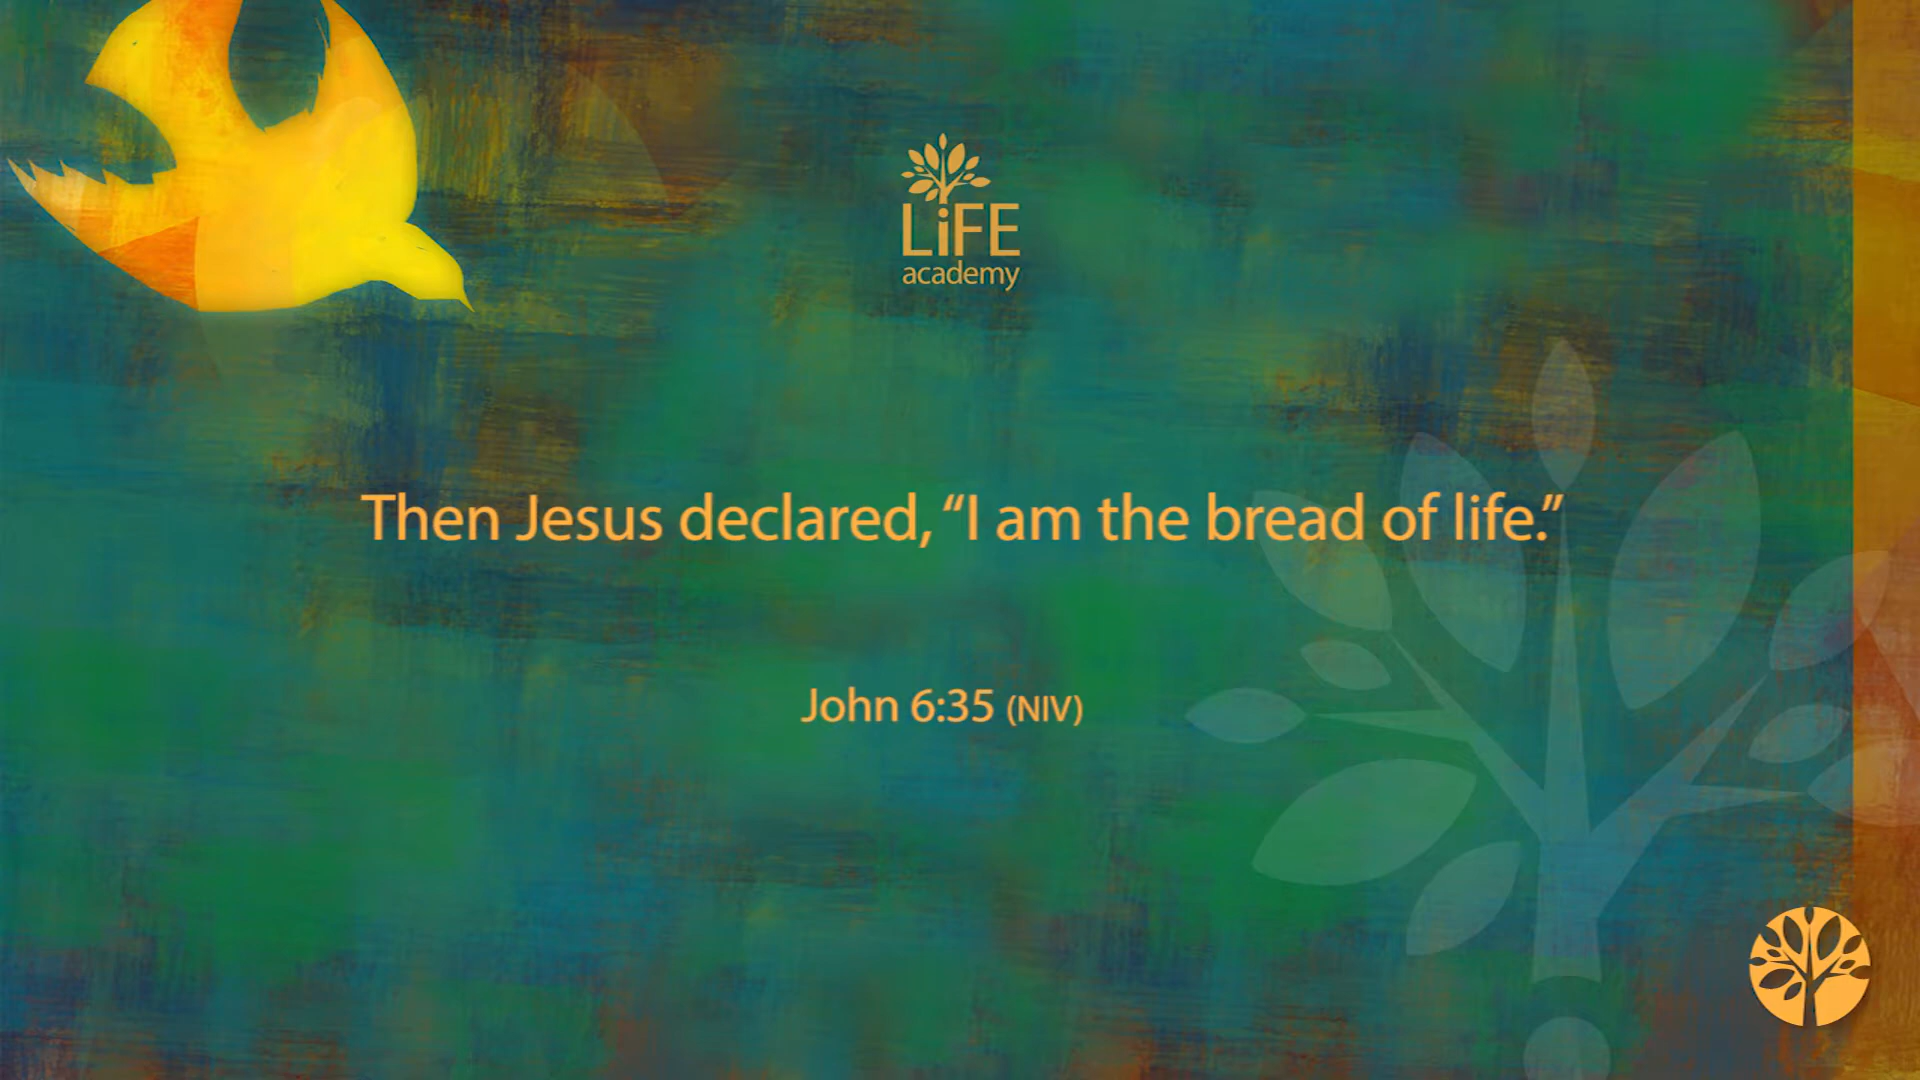 LiFE
academy
Then Jesus declared, “I am the bread of life.”
John 6:35 (NIV)